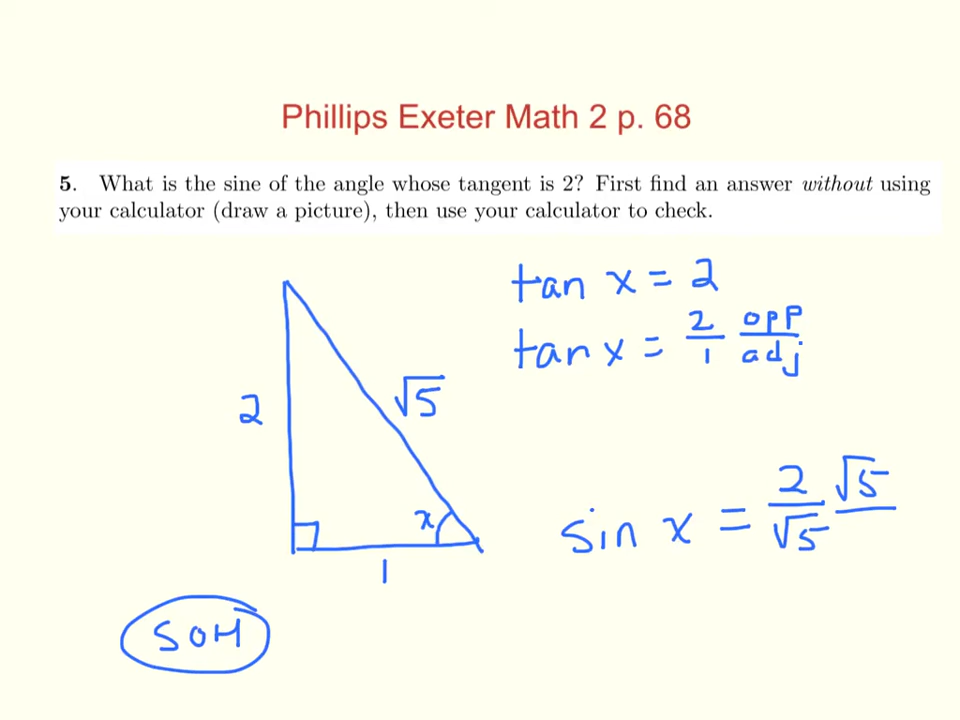 Phillips Exeter Math 2 p. 68
5. What is the sine of the angle whose tangent is 2? First find an answer without using
your calculator (draw a picture), then use your calculator to check.
tan x = 2
tan x = 2/1 opp/adj
2
√5
x
1
sin x = 2/√5 · √5/
SOH